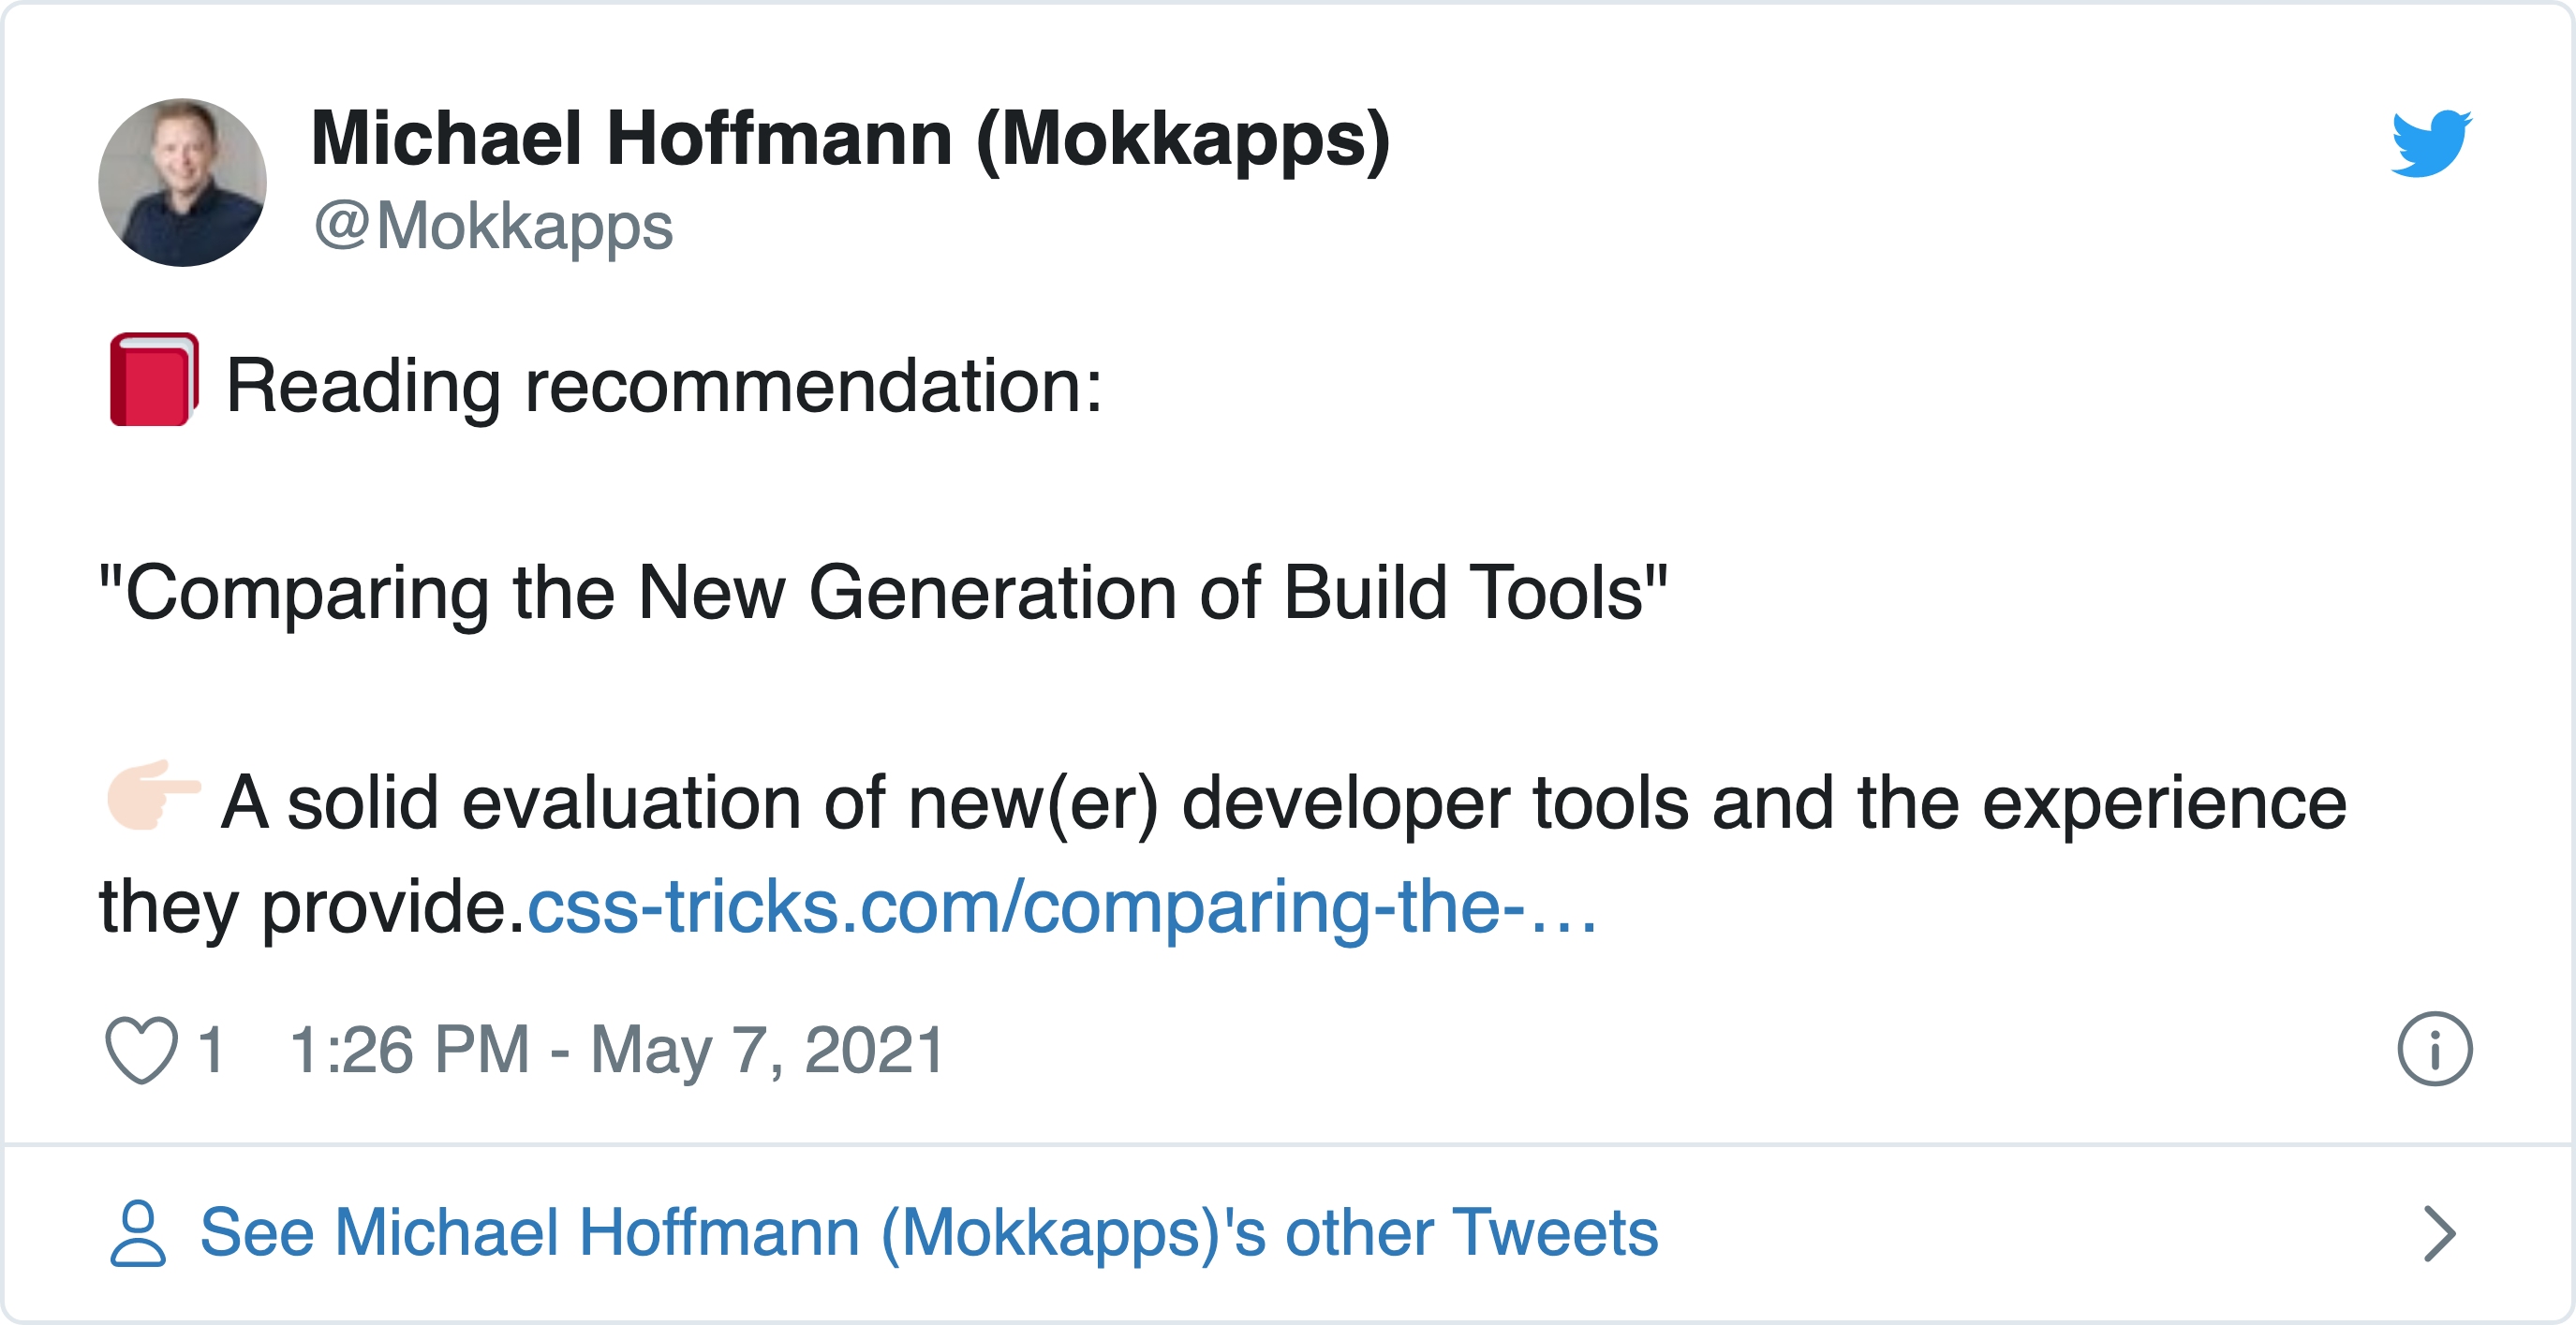 Michael Hoffmann (Mokkapps)
@Mokkapps
📕 Reading recommendation:
"Comparing the New Generation of Build Tools"
👉🏻 A solid evaluation of new(er) developer tools and the experience
they provide.css-tricks.com/comparing-the-…
1 1:26 PM - May 7, 2021
See Michael Hoffmann (Mokkapps)'s other Tweets